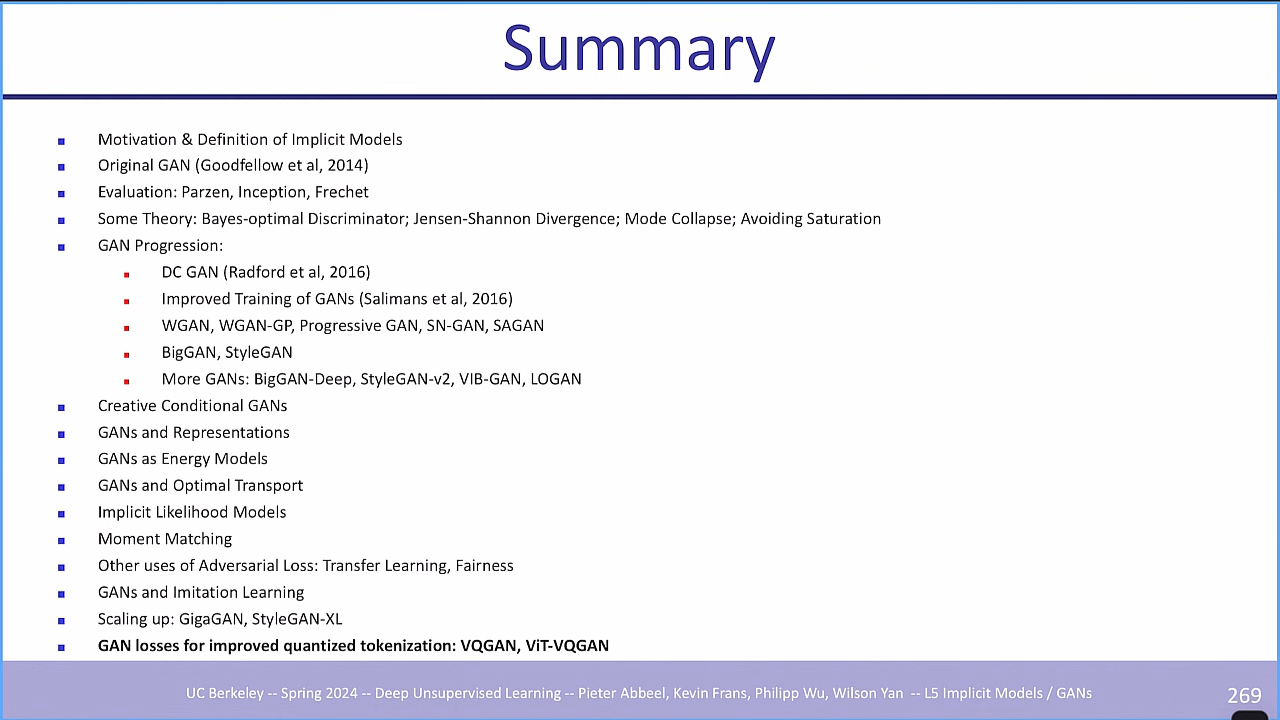 Summary
Motivation & Definition of Implicit Models
Original GAN (Goodfellow et al, 2014)
Evaluation: Parzen, Inception, Frechet
Some Theory: Bayes-optimal Discriminator; Jensen-Shannon Divergence; Mode Collapse; Avoiding Saturation
GAN Progression:
DC GAN (Radford et al, 2016)
Improved Training of GANs (Salimans et al, 2016)
WGAN, WGAN-GP, Progressive GAN, SN-GAN, SAGAN
BigGAN, StyleGAN
More GANs: BigGAN-Deep, StyleGAN-v2, VIB-GAN, LOGAN
Creative Conditional GANs
GANs and Representations
GANs as Energy Models
GANs and Optimal Transport
Implicit Likelihood Models
Moment Matching
Other uses of Adversarial Loss: Transfer Learning, Fairness
GANs and Imitation Learning
Scaling up: GigaGAN, StyleGAN-XL
GAN losses for improved quantized tokenization: VQGAN, ViT-VQGAN
UC Berkeley -- Spring 2024 -- Deep Unsupervised Learning -- Pieter Abbeel, Kevin Frans, Philipp Wu, Wilson Yan -- L5 Implicit Models / GANs
269